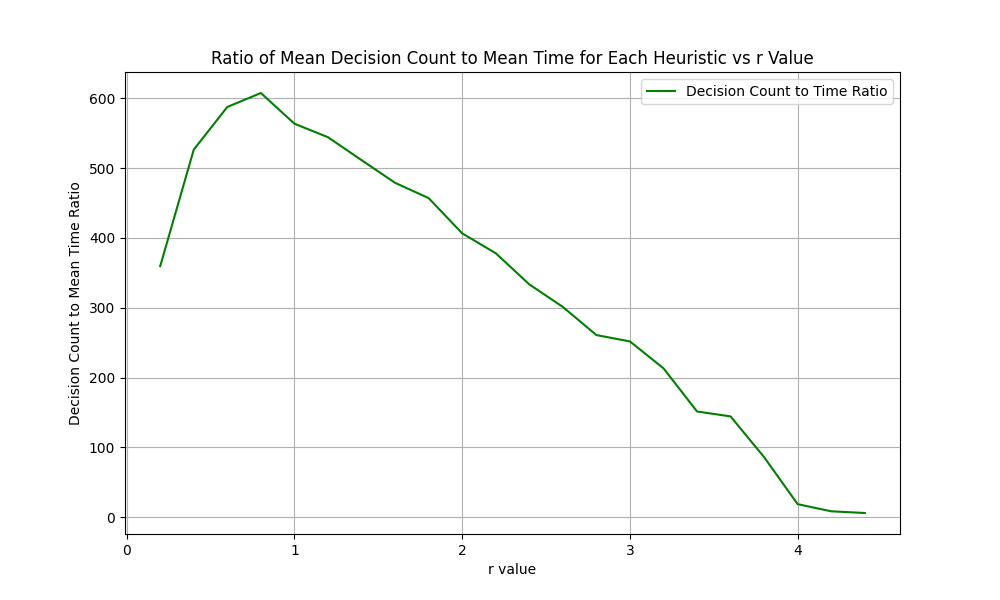 Ratio of Mean Decision Count to Mean Time for Each Heuristic vs r Value
Decision Count to Time Ratio
Decision Count to Mean Time Ratio
600
500
400
300
200
100
0
0 1 2 3 4
r value